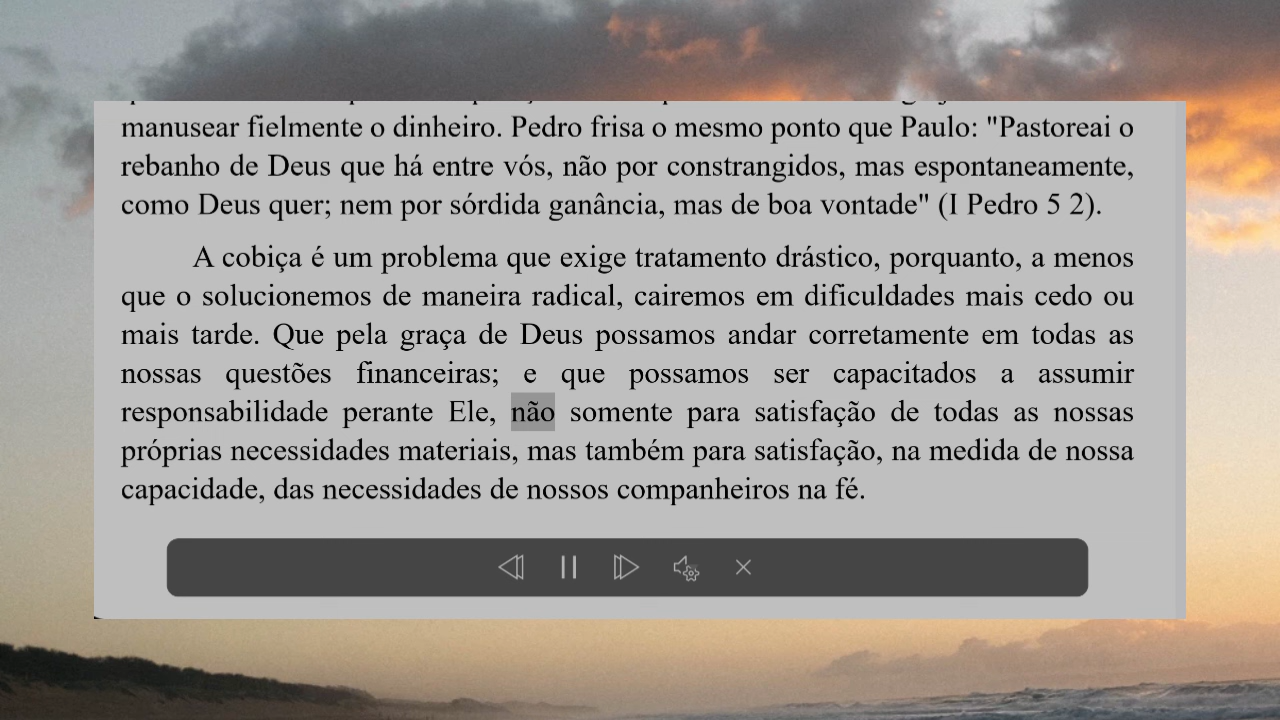 manusear fielmente o dinheiro. Pedro frisa o mesmo ponto que Paulo: "Pastoreai o
rebanho de Deus que há entre vós, não por constrangidos, mas espontaneamente,
como Deus quer; nem por sórdida ganância, mas de boa vontade" (I Pedro 5 2).
A cobiça é um problema que exige tratamento drástico, porquanto, a menos
que o solucionemos de maneira radical, cairemos em dificuldades mais cedo ou
mais tarde. Que pela graça de Deus possamos andar corretamente em todas as
nossas questões financeiras; e que possamos ser capacitados a assumir
responsabilidade perante Ele, não somente para satisfação de todas as nossas
próprias necessidades materiais, mas também para satisfação, na medida de nossa
capacidade, das necessidades de nossos companheiros na fé.